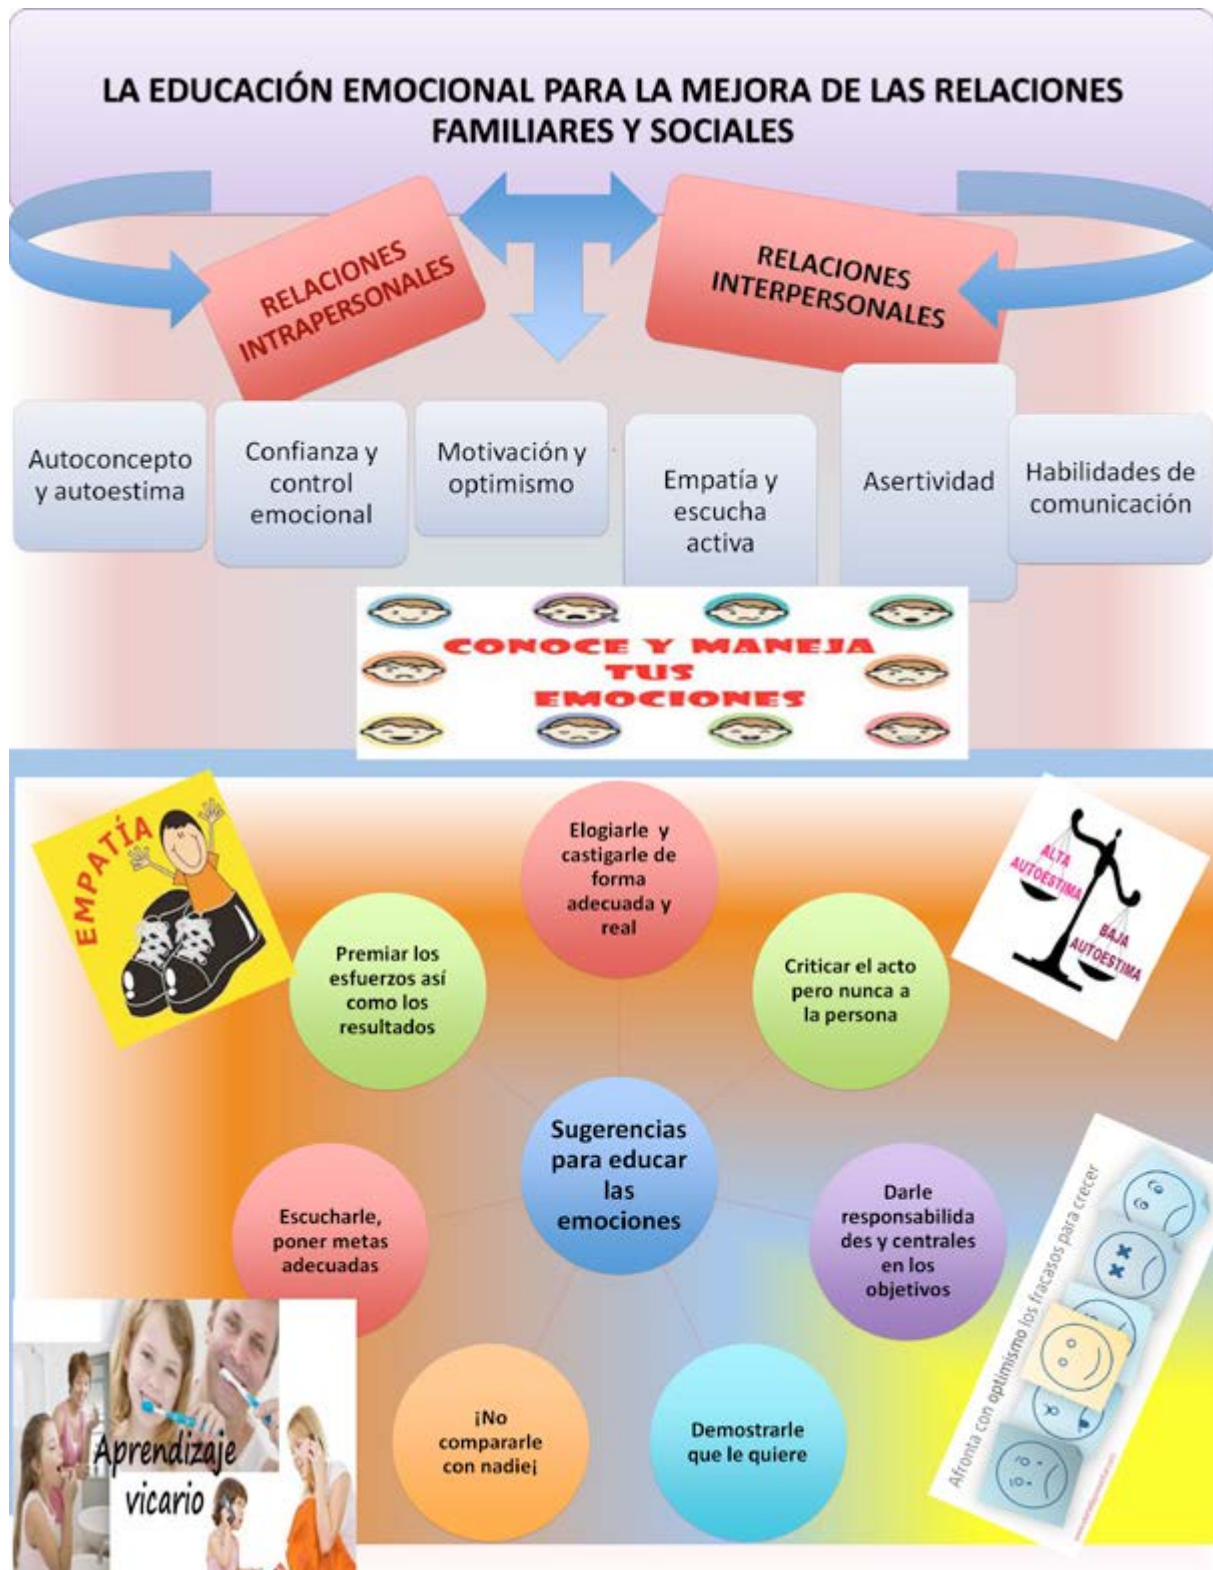 LA EDUCACIÓN EMOCIONAL PARA LA MEJORA DE LAS RELACIONES
FAMILIARES Y SOCIALES
RELACIONES
INTRAPERSONALES
RELACIONES
INTERPERSONALES
Autoconcepto
y autoestima
Confianza y
control
emocional
Motivación y
optimismo
Empatía y
escucha
activa
Asertividad
Habilidades de
comunicación
CONOCE Y MANEJA
TUS
EMOCIONES
EMPATÍA
Elogiarle y
castigarle de
forma
adecuada y
real
ALTA
AUTOESTIMA
BAJA
AUTOESTIMA
Premiar los
esfuerzos así
como los
resultados
Criticar el acto
pero nunca a
la persona
Sugerencias
para educar
las
emociones
Escucharle,
poner metas
adecuadas
Darle
responsabilida
des y centrales
en los
objetivos
Afronta con optimismo los fracasos para crecer
Aprendizaje
vicario
¡No
compararle
con nadie¡
Demostrarle
que le quiere